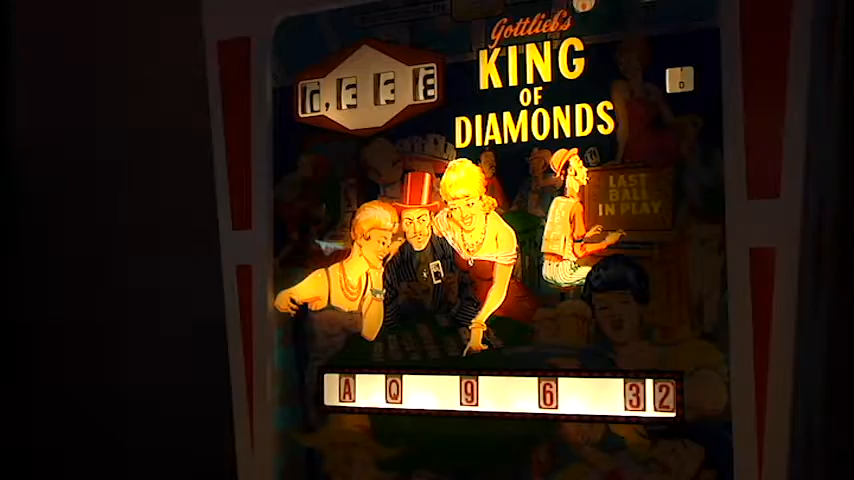 Gottlieb's
KING
OF
DIAMONDS
LAST
BALL
IN PLAY
A Q 9 6 3 2